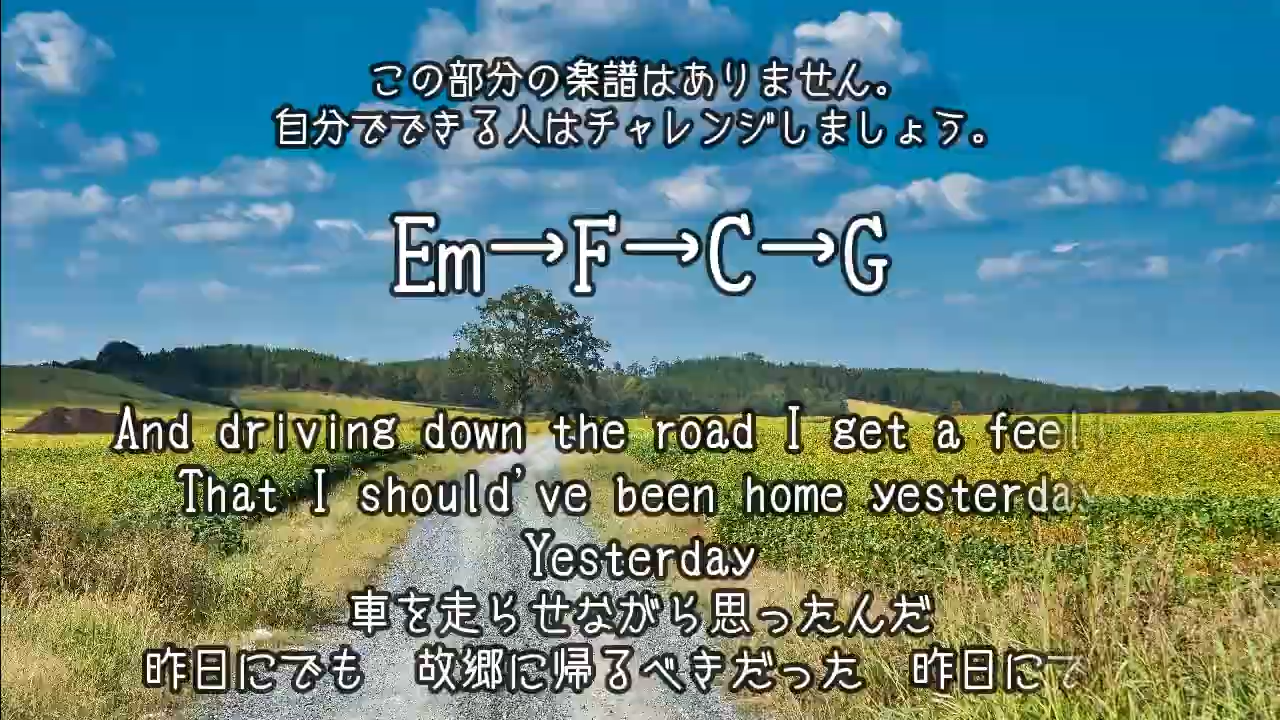 この部分の楽譜はありません。
自分でできる人はチャレンジしましょう。
Em→F→C→G
And driving down the road I get a feel
That I should've been home yesterday
Yesterday
車を走らせながら思ったんだ
昨日にでも　故郷に帰るべきだった　昨日にで